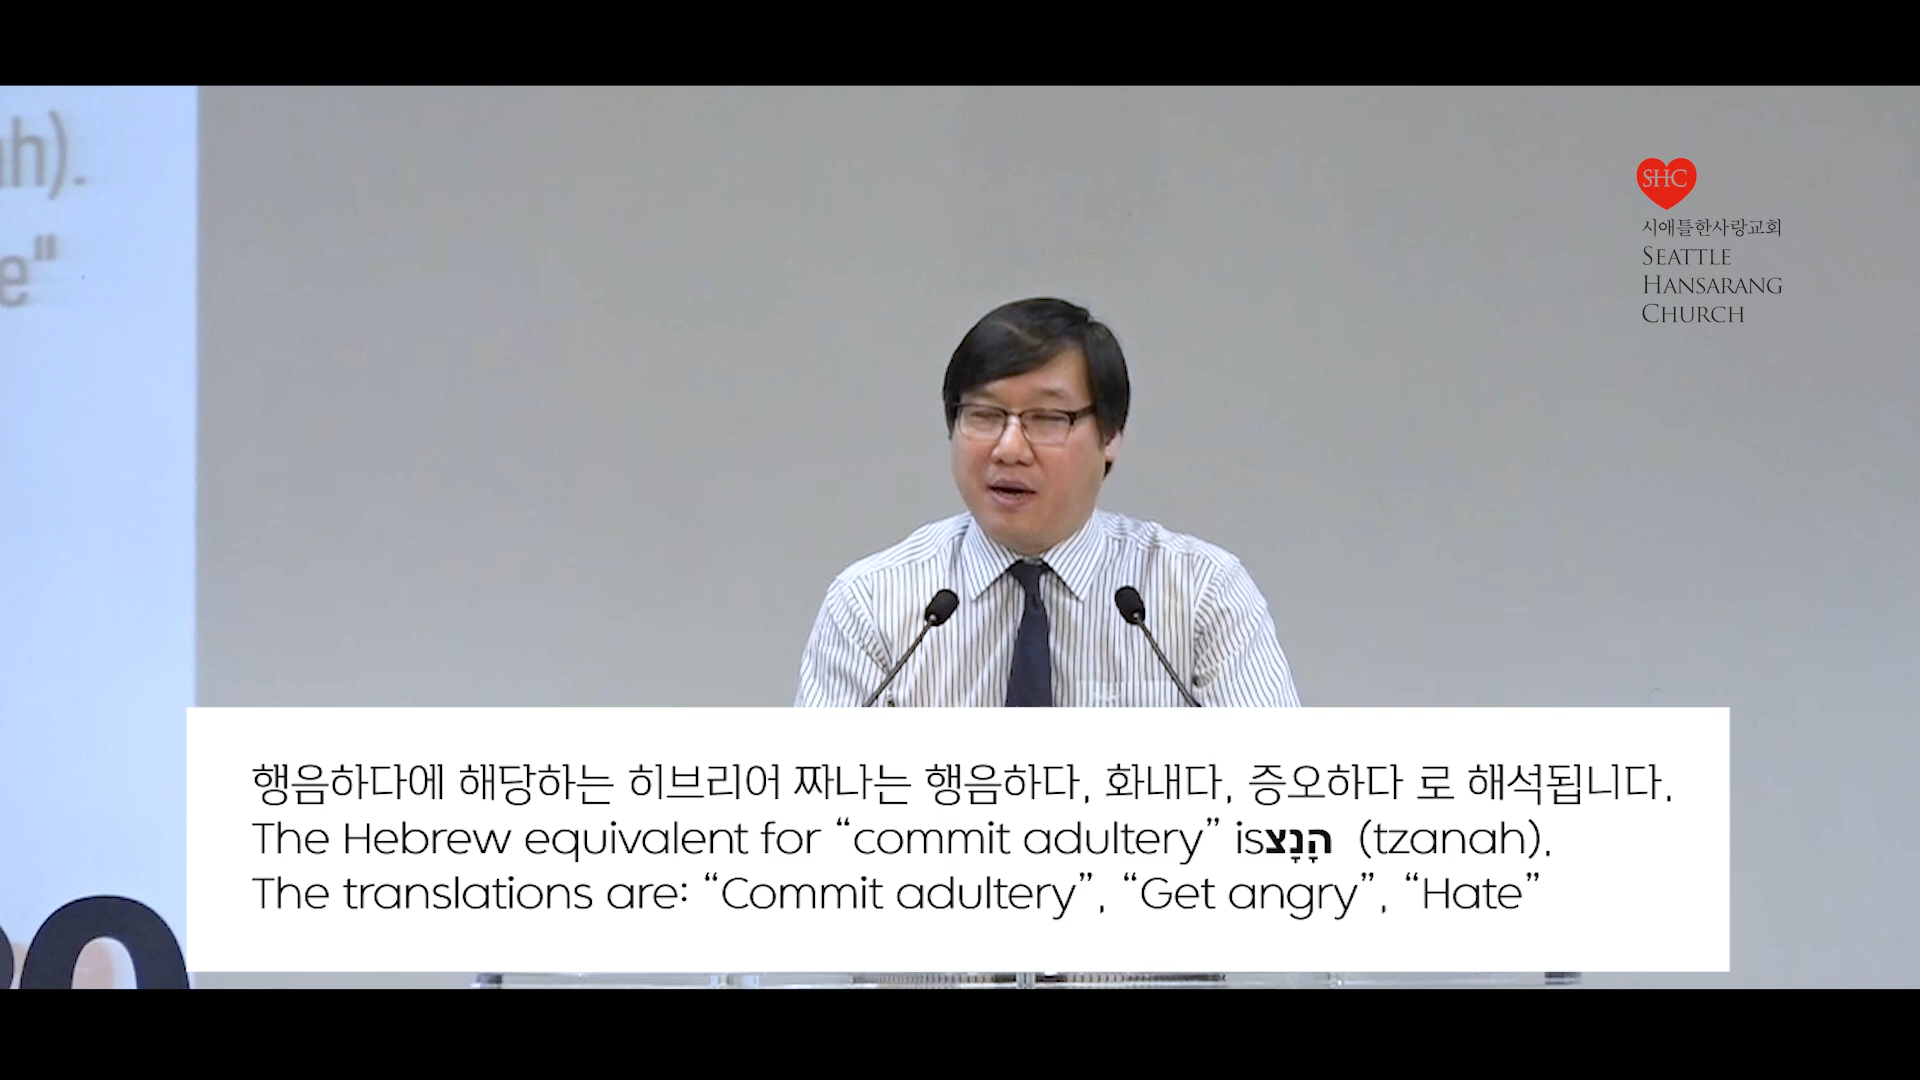 ah).
e"
SHC
시애틀한사랑교회
SEATTLE
HANSARANG
CHURCH
행음하다에 해당하는 히브리어 짜나는 행음하다, 화내다, 증오하다 로 해석됩니다.
The Hebrew equivalent for “commit adultery” isהָנָצ (tzanah).
The translations are: “Commit adultery”, “Get angry”, “Hate”